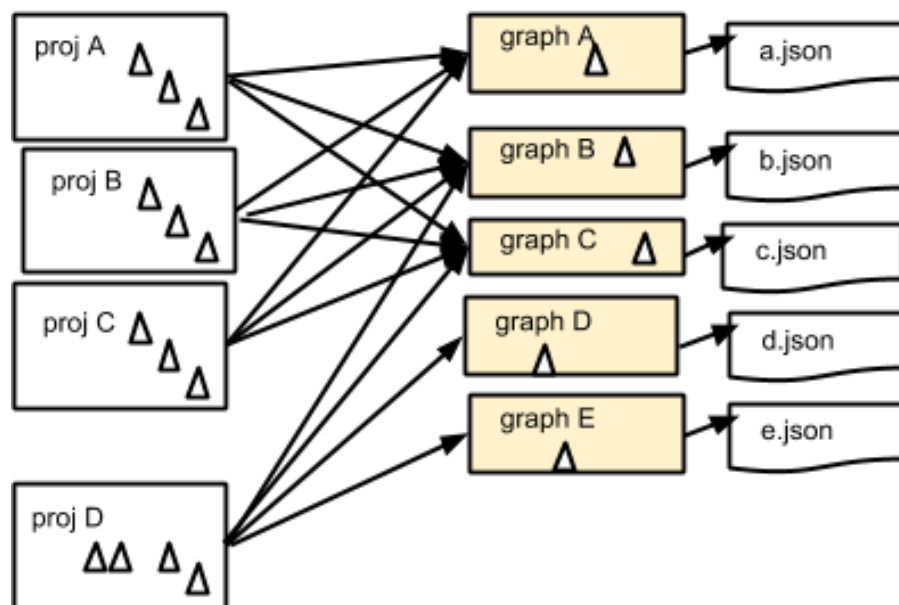 proj A
graph A
a.json
proj B
graph B
b.json
proj C
graph C
c.json
graph D
d.json
graph E
e.json
proj D